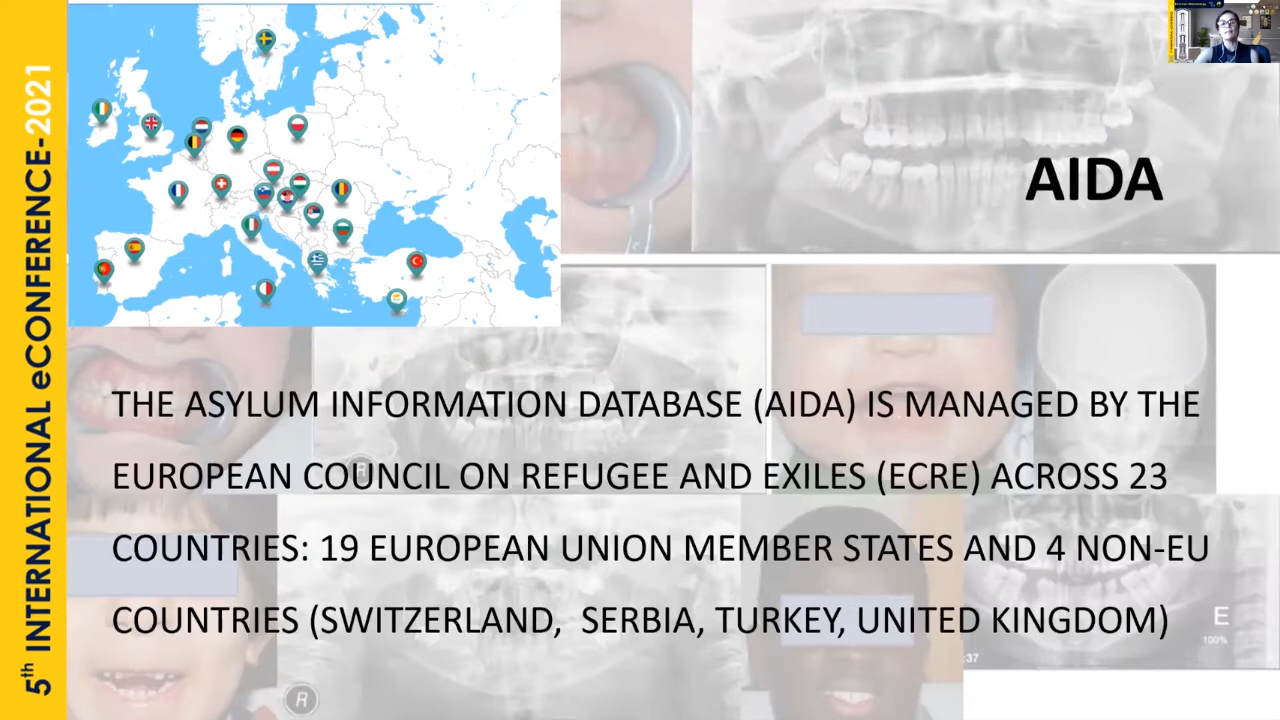 5th INTERNATIONAL eCONFERENCE-2021
AIDA
THE ASYLUM INFORMATION DATABASE (AIDA) IS MANAGED BY THE
EUROPEAN COUNCIL ON REFUGEE AND EXILES (ECRE) ACROSS 23
COUNTRIES: 19 EUROPEAN UNION MEMBER STATES AND 4 NON-EU
COUNTRIES (SWITZERLAND, SERBIA, TURKEY, UNITED KINGDOM)
E
100%
:37
R